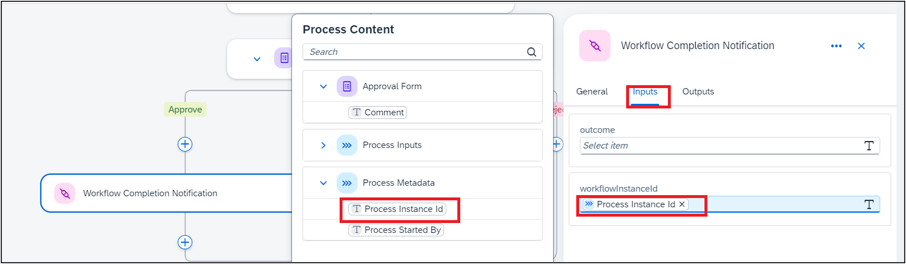 Process Content
Search
Approval Form
Comment
Process Inputs
Process Metadata
Process Instance Id
Process Started By
Approve
Workflow Completion Notification
Workflow Completion Notification
General
Inputs
Outputs
outcome
Select item
workflowInstanceId
Process Instance Id